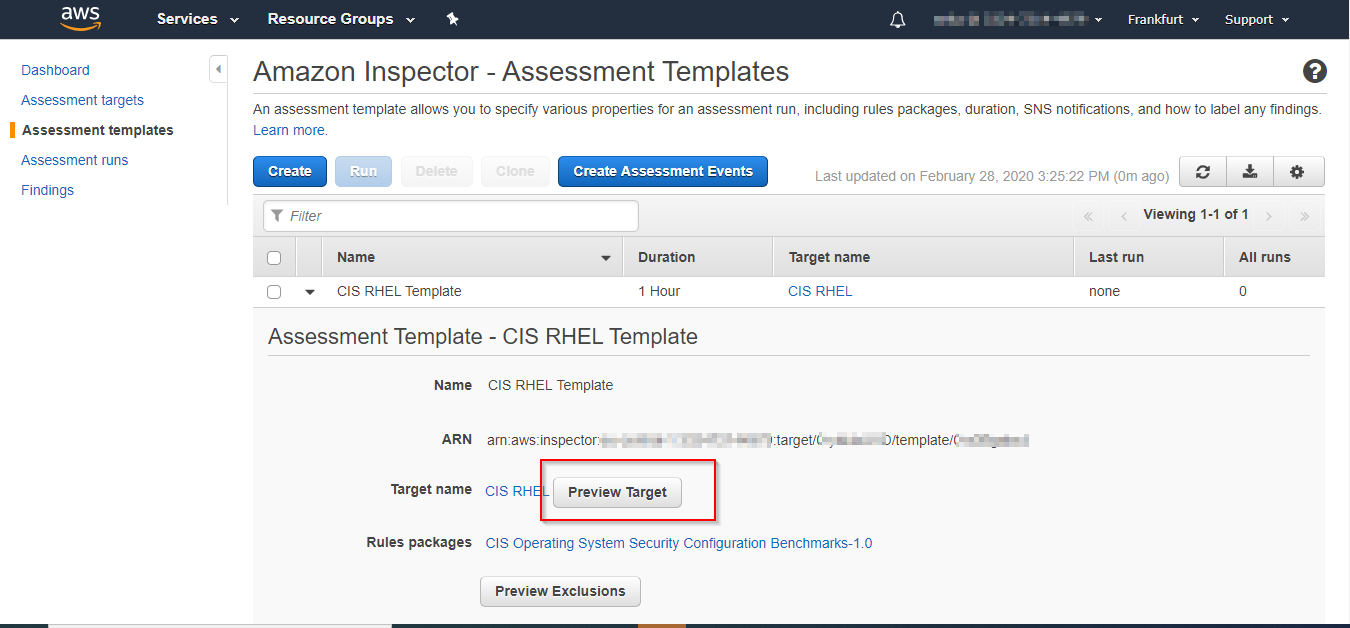 aws Services Resource Groups Frankfurt Support
Dashboard
Assessment targets
Assessment templates
Assessment runs
Findings
Amazon Inspector - Assessment Templates
An assessment template allows you to specify various properties for an assessment run, including rules packages, duration, SNS notifications, and how to label any findings.
Learn more.
Create Run Delete Clone Create Assessment Events Last updated on February 28, 2020 3:25:22 PM (0m ago)
Filter Viewing 1-1 of 1
Name Duration Target name Last run All runs
CIS RHEL Template 1 Hour CIS RHEL none 0
Assessment Template - CIS RHEL Template
Name CIS RHEL Template
ARN arn:aws:inspector: :target/ /template/
Target name CIS RHEL Preview Target
Rules packages CIS Operating System Security Configuration Benchmarks-1.0
Preview Exclusions